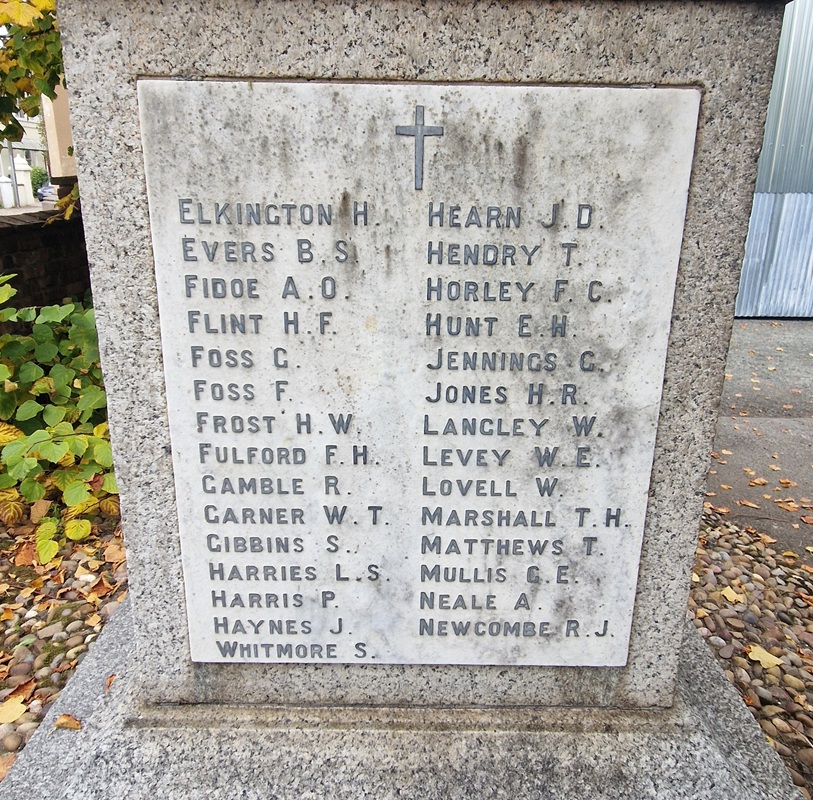 ELKINGTON H.
EVERS B.S.
FIDOE A.O.
FLINT H.F.
FOSS G.
FOSS F.
FROST H.W.
FULFORD F.H.
GAMBLE R.
GARNER W.T.
GIBBINS S.
HARRIES L.S.
HARRIS P.
HAYNES J.
WHITMORE S.
HEARN J.D.
HENDRY T.
HORLEY F.C.
HUNT E.H.
JENNINGS G.
JONES H.R.
LANGLEY W.
LEVEY W.E.
LOVELL W.
MARSHALL T.H.
MATTHEWS T.
MULLIS G.E.
NEALE A.
NEWCOMBE R.J.